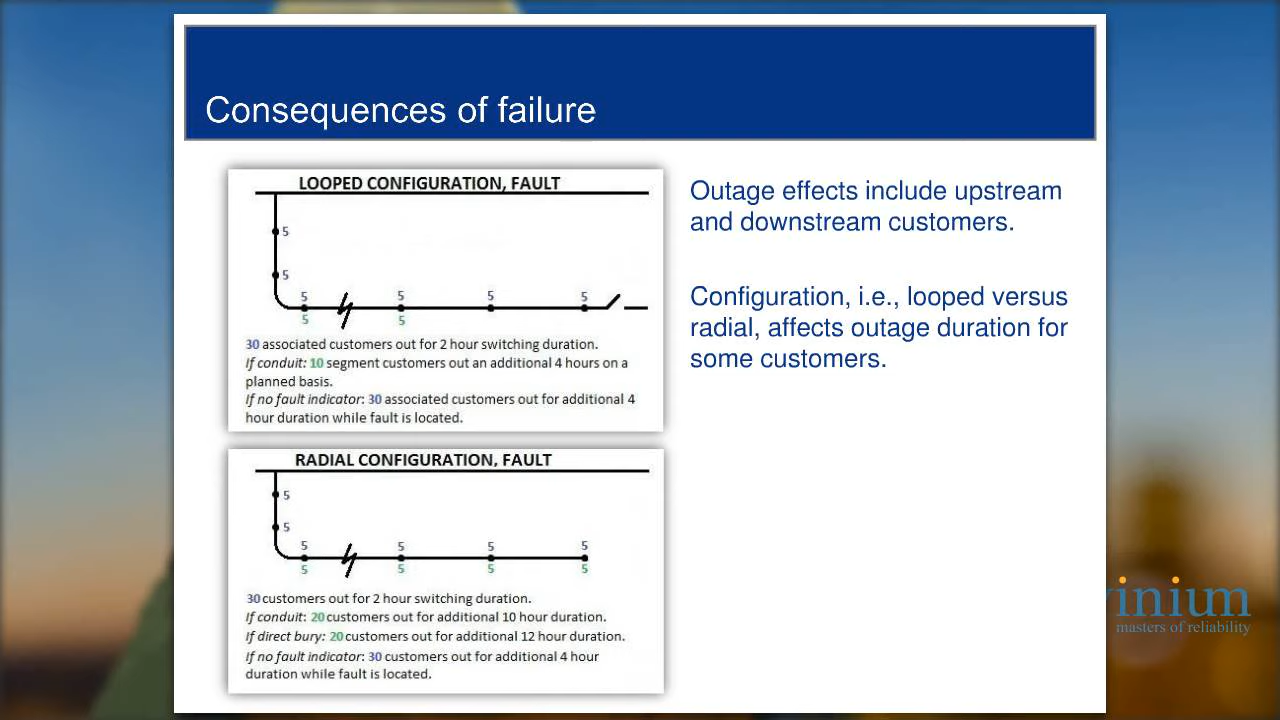 Consequences of failure
LOOPED CONFIGURATION, FAULT
5
5
5
5
5
5
5
5
30 associated customers out for 2 hour switching duration.
If conduit: 10 segment customers out an additional 4 hours on a
planned basis.
If no fault indicator: 30 associated customers out for additional 4
hour duration while fault is located.
RADIAL CONFIGURATION, FAULT
5
5
5
5
5
5
5
5
5
5
30 customers out for 2 hour switching duration.
If conduit: 20 customers out for additional 10 hour duration.
If direct bury: 20 customers out for additional 12 hour duration.
If no fault indicator: 30 customers out for additional 4 hour
duration while fault is located.
Outage effects include upstream
and downstream customers.
Configuration, i.e., looped versus
radial, affects outage duration for
some customers.
vinium
masters of reliability